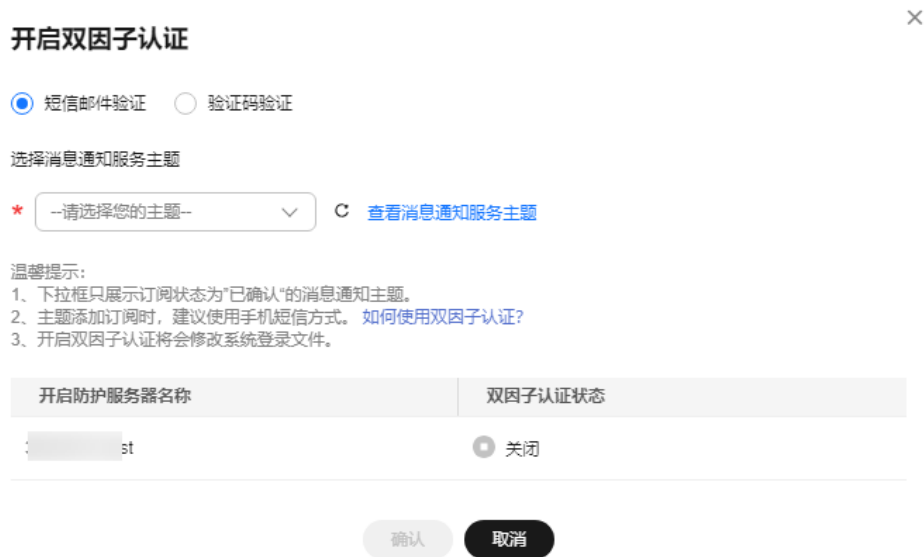 开启双因子认证
短信邮件验证 验证码验证
选择消息通知服务主题
* --请选择您的主题-- 查看消息通知服务主题
温馨提示：
1、下拉框只展示订阅状态为"已确认"的消息通知主题。
2、主题添加订阅时，建议使用手机短信方式。 如何使用双因子认证?
3、开启双因子认证将会修改系统登录文件。
开启防护服务器名称 双因子认证状态
st 关闭
确认 取消